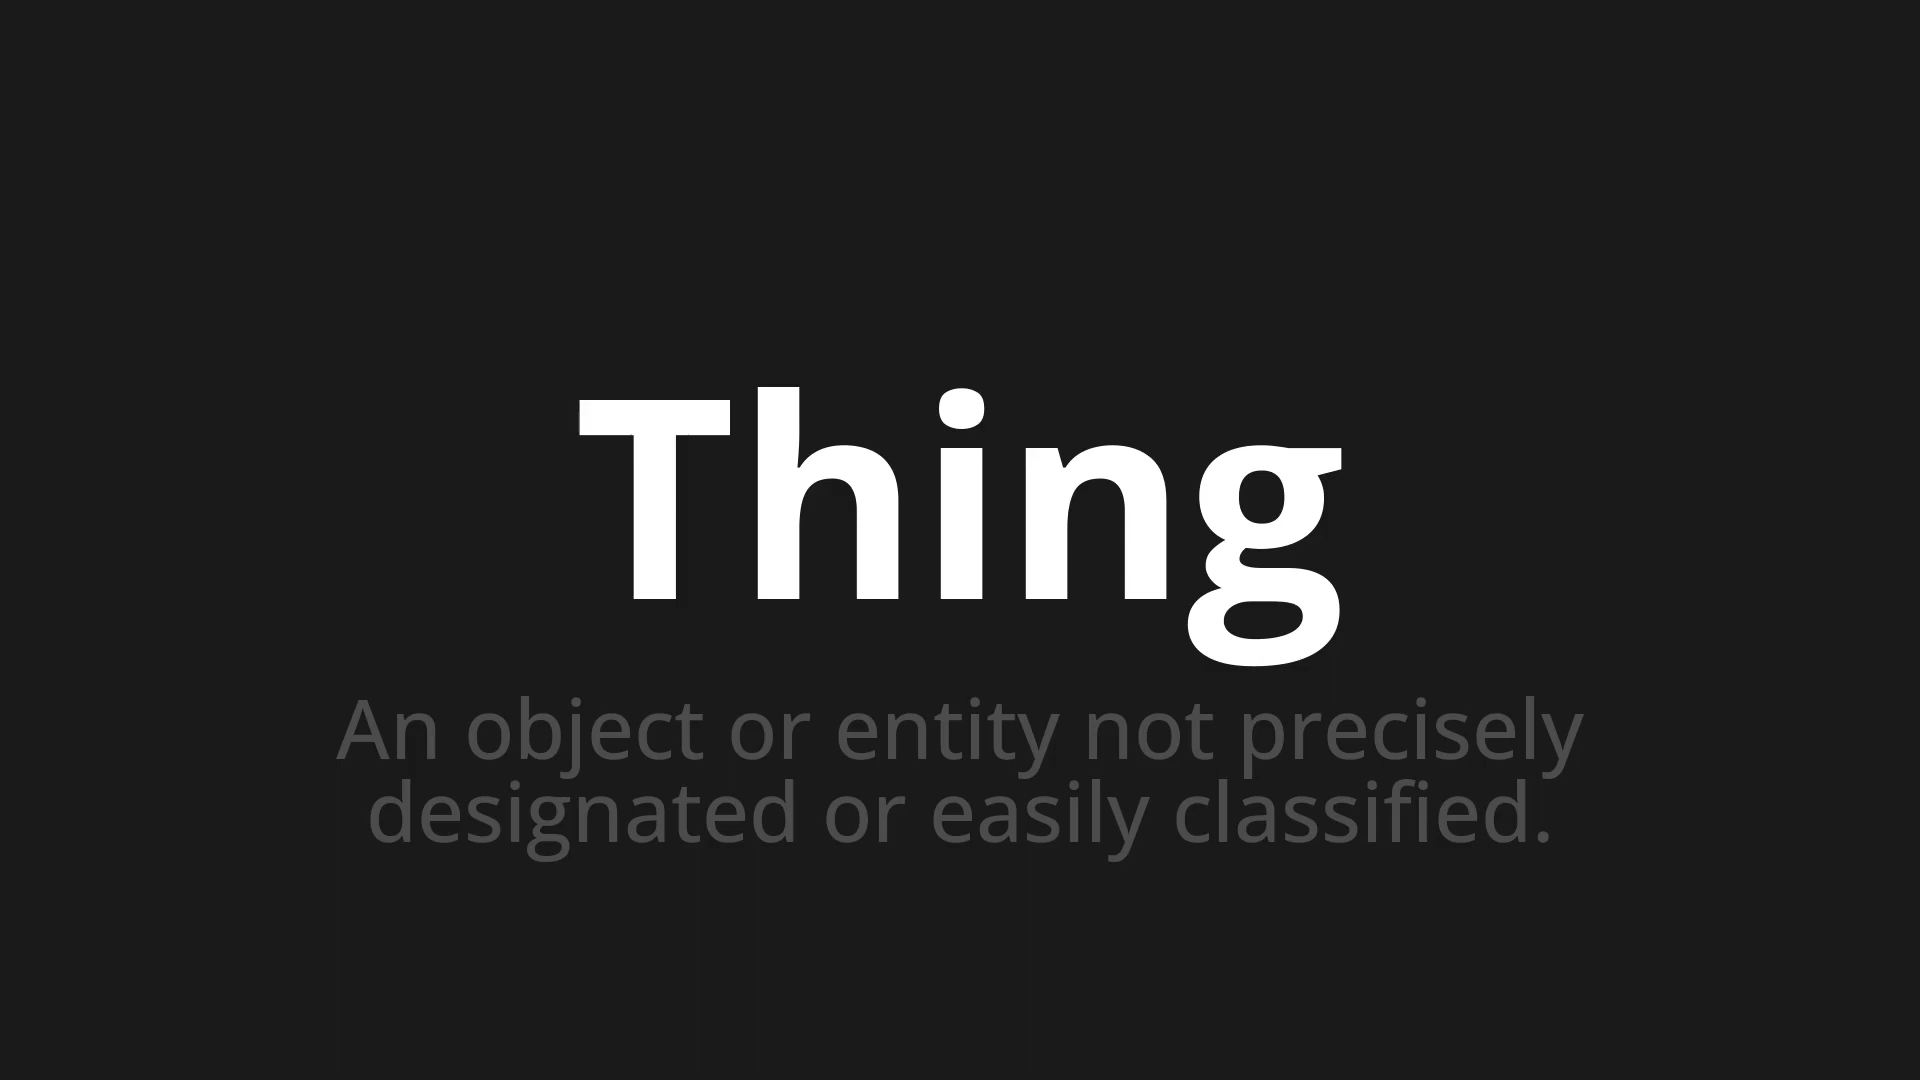 Thing
An object or entity not precisely
designated or easily classified.